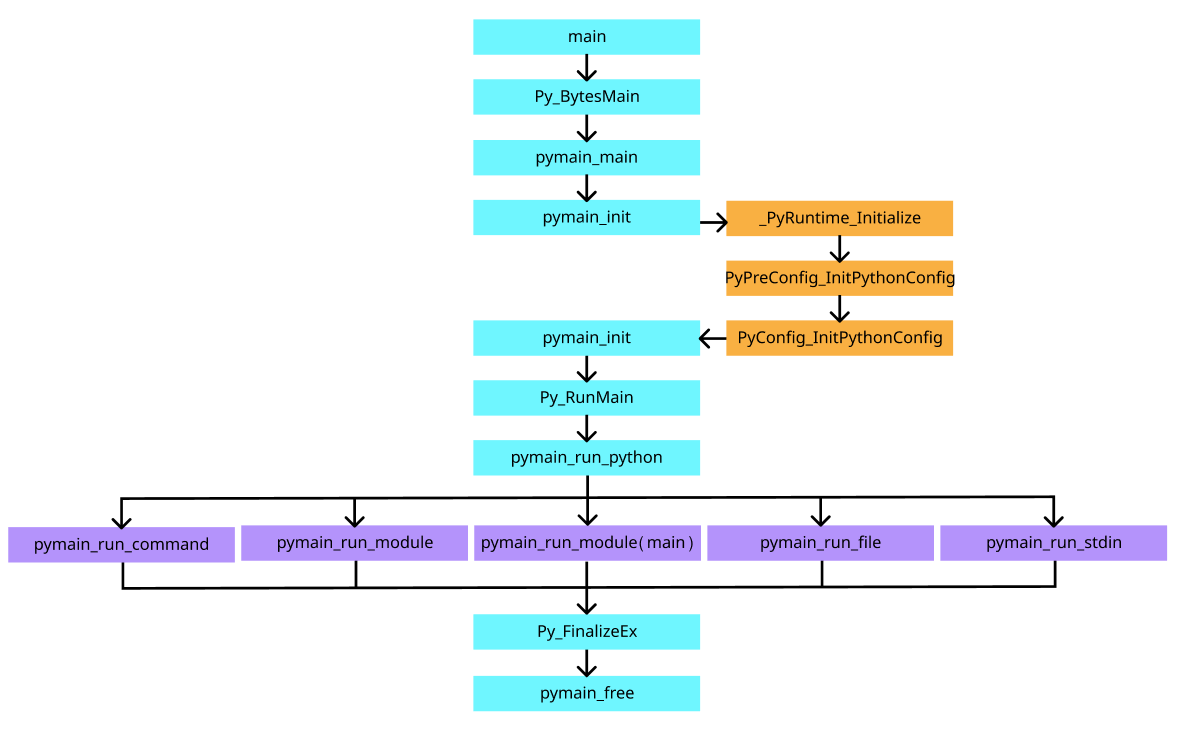 main
Py_BytesMain
pymain_main
pymain_init
_PyRuntime_Initialize
PyPreConfig_InitPythonConfig
pymain_init
PyConfig_InitPythonConfig
Py_RunMain
pymain_run_python
pymain_run_command
pymain_run_module
pymain_run_module(main)
pymain_run_file
pymain_run_stdin
Py_FinalizeEx
pymain_free